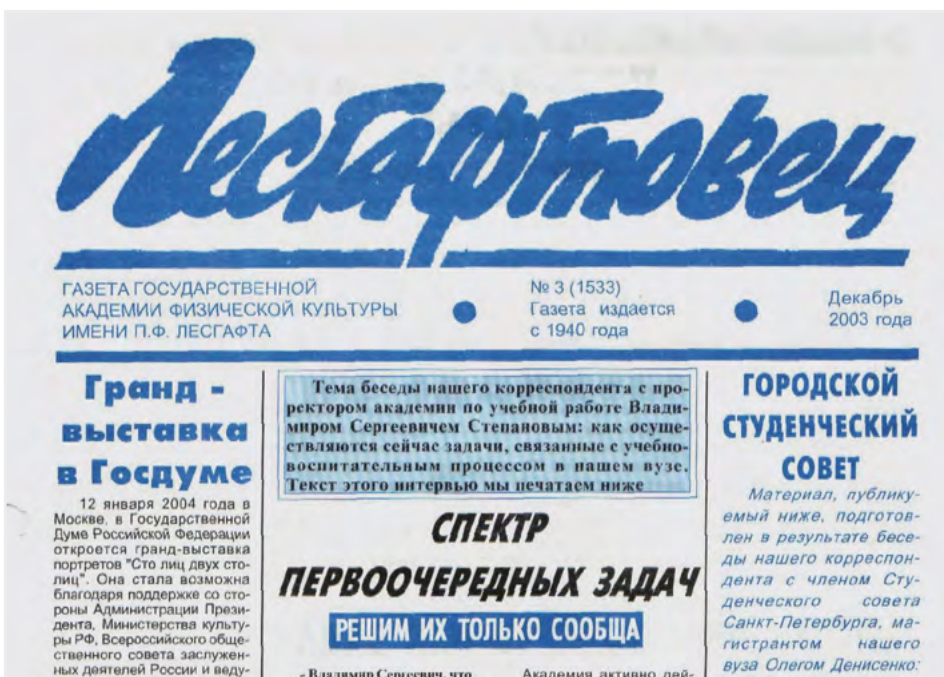 Лесгафтовец
ГАЗЕТА ГОСУДАРСТВЕННОЙ
АКАДЕМИИ ФИЗИЧЕСКОЙ КУЛЬТУРЫ
ИМЕНИ П.Ф. ЛЕСГАФТА
№ 3 (1533)
Газета издается
с 1940 года
Декабрь
2003 года
Гранд -
выставка
в Госдуме
12 января 2004 года в
Москве, в Государственной
Думе Российской Федерации
откроется гранд-выставка
портретов "Сто лиц двух сто-
лиц". Она стала возможна
благодаря поддержке со сто-
роны Администрации Прези-
дента, Министерства культу-
ры РФ, Всероссийского обще-
ственного совета заслужен-
ных деятелей России и веду-
Тема беседы нашего корреспондента с про-
ректором академии по учебной работе Влади-
миром Сергеевичем Степановым: как осуще-
ствляются сейчас задачи, связанные с учебно-
воспитательным процессом в нашем вузе.
Текст этого интервью мы печатаем ниже
СПЕКТР
ПЕРВООЧЕРЕДНЫХ ЗАДАЧ
РЕШИМ ИХ ТОЛЬКО СООБЩА
- Владимир Сергеевич, что
Академия активно дей-
ГОРОДСКОЙ
СТУДЕНЧЕСКИЙ
СОВЕТ
Материал, публику-
емый ниже, подготов-
лен в результате бесе-
ды нашего корреспон-
дента с членом Сту-
денческого совета
Санкт-Петербурга, ма-
гистрантом нашего
вуза Олегом Денисенко: